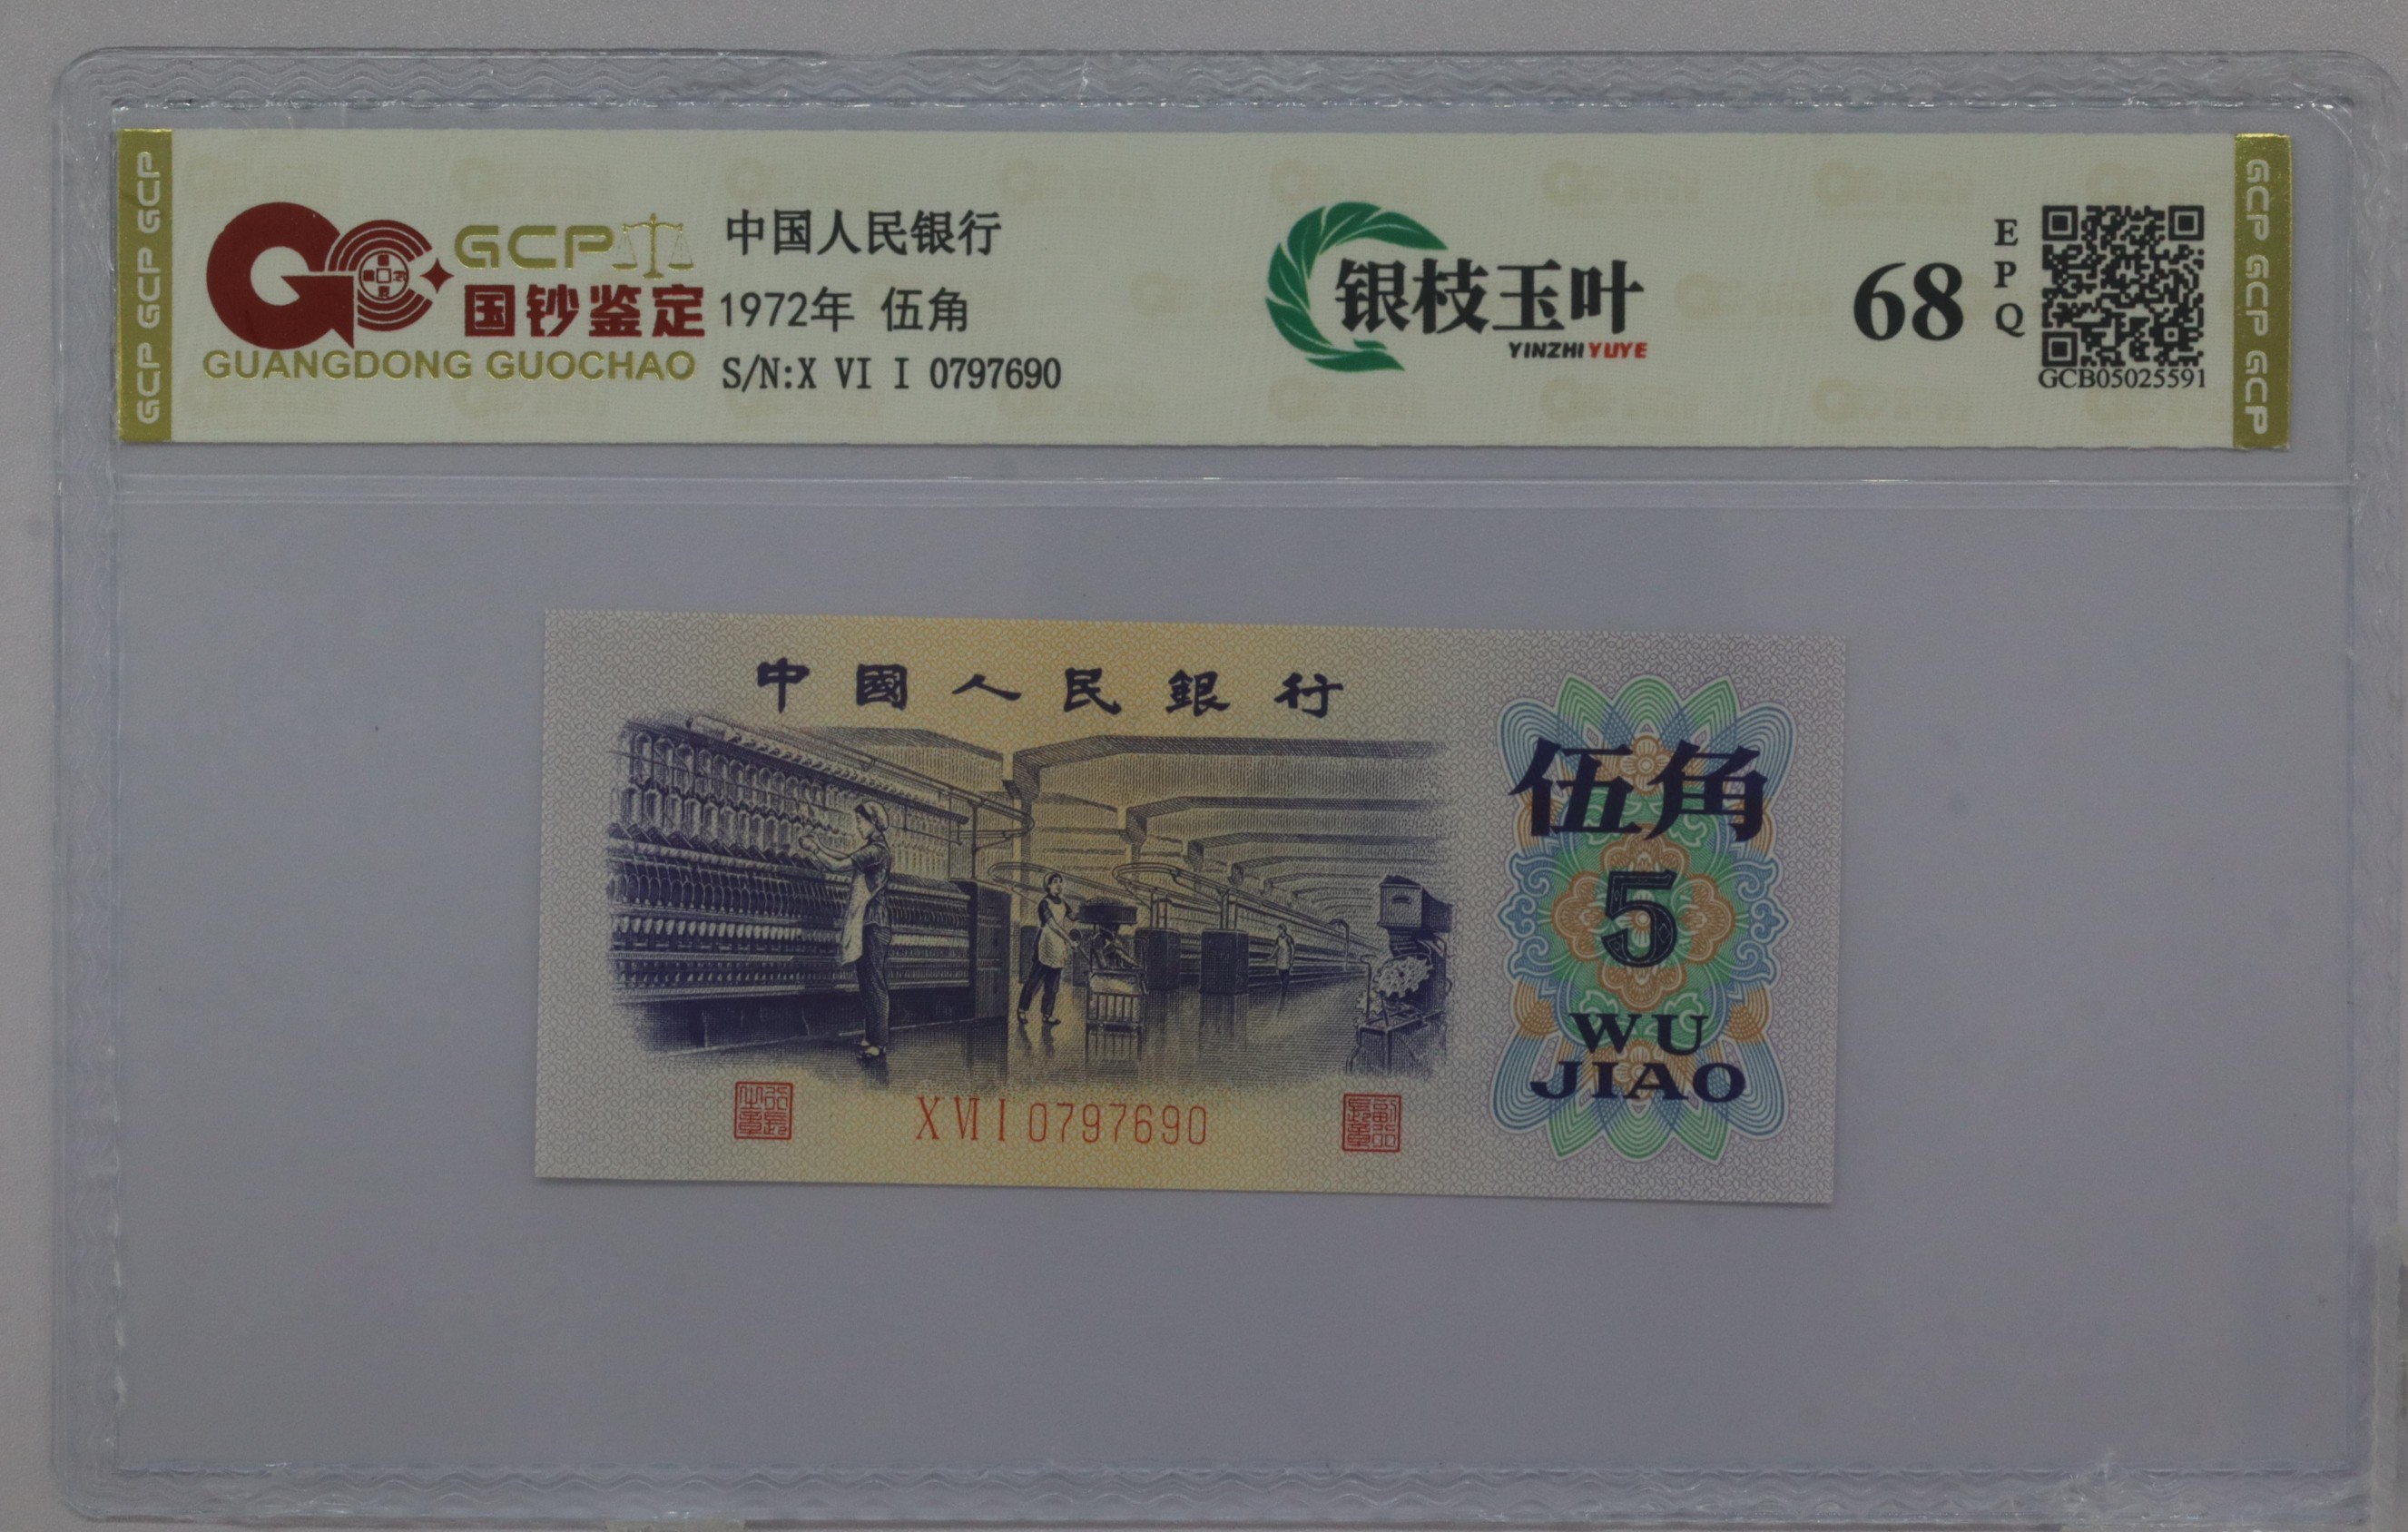 GCP GCP GCP
GCP
国钞鉴定
GUANGDONG GUOCHAO
中国人民银行
1972年 伍角
S/N:X VI I 0797690
银枝玉叶
YINZHI YUYE
68
EPQ
GCB05025591
GCP GCP GCP
中國人民銀行
伍角
5
WU
JIAO
X VI I 0797690